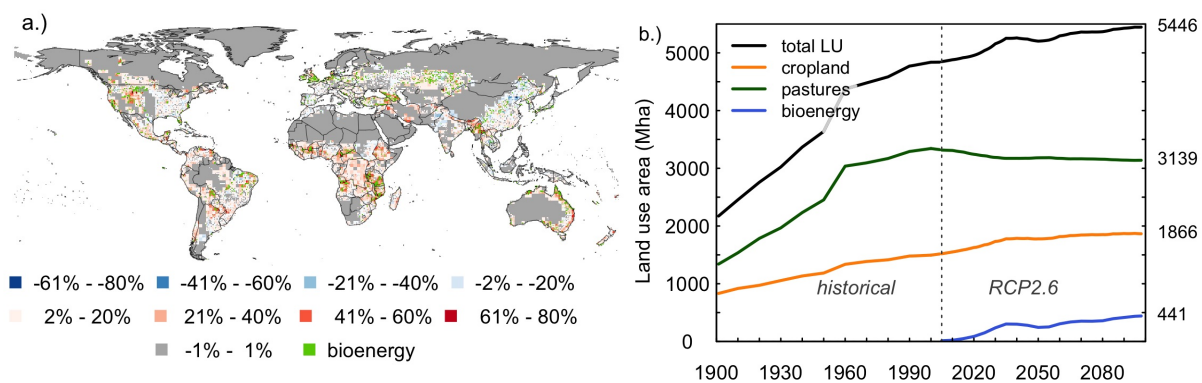 a.)
-61% - -80%
-41% - -60%
-21% - -40%
-2% - -20%
2% - 20%
21% - 40%
41% - 60%
61% - 80%
-1% - 1%
bioenergy
b.)
total LU
cropland
pastures
bioenergy
Land use area (Mha)
5000
4000
3000
2000
1000
0
5446
3139
1866
441
historical
RCP2.6
1900
1930
1960
1990
2020
2050
2080